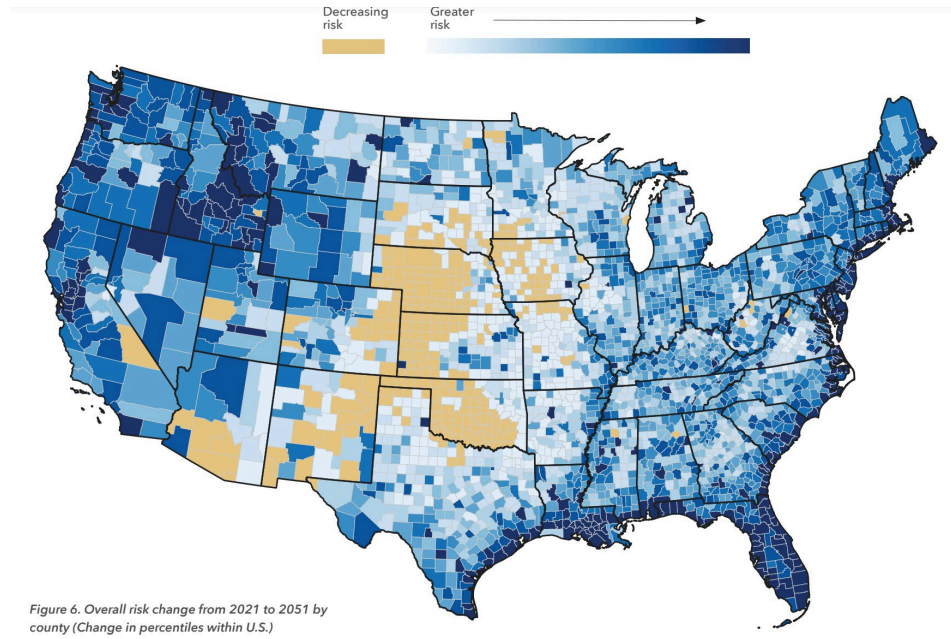 Decreasing
risk
Greater
risk
Figure 6. Overall risk change from 2021 to 2051 by
county (Change in percentiles within U.S.)